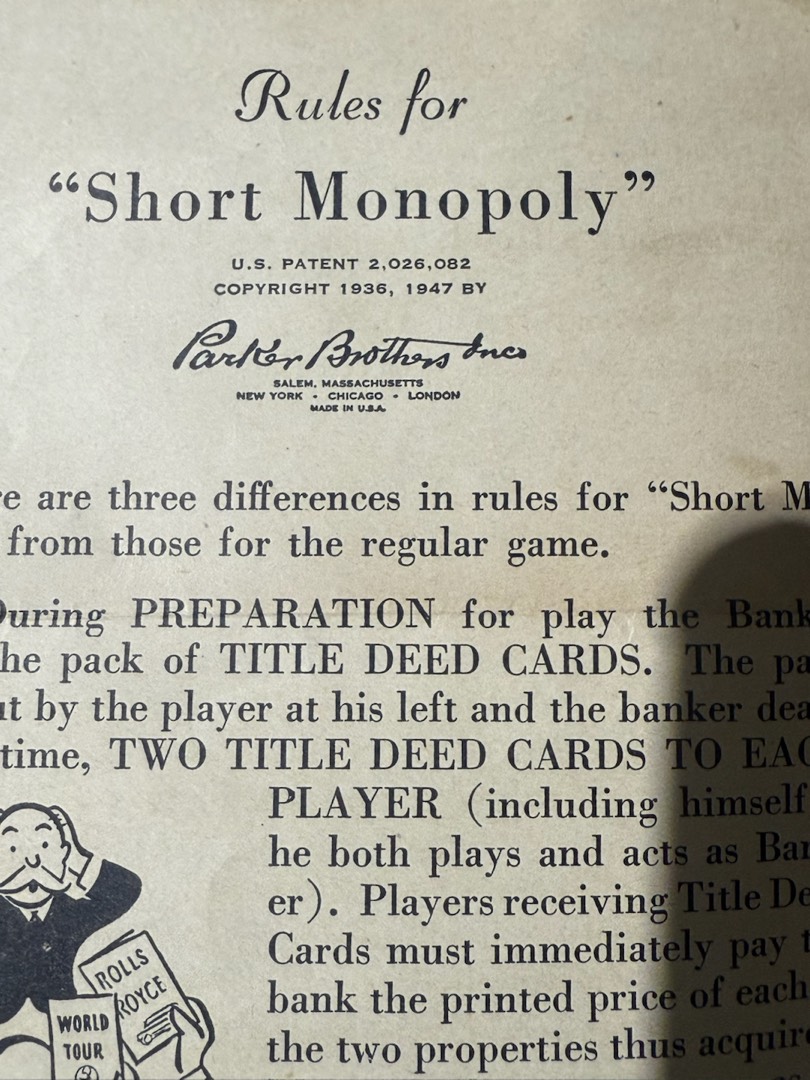 Rules for
“Short Monopoly”
U.S. PATENT 2,026,082
COPYRIGHT 1936, 1947 BY
Parker Brothers Inc
SALEM, MASSACHUSETTS
NEW YORK • CHICAGO • LONDON
MADE IN U.S.A.
re are three differences in rules for “Short M
from those for the regular game.
During PREPARATION for play the Bank
he pack of TITLE DEED CARDS. The pa
ut by the player at his left and the banker dea
time, TWO TITLE DEED CARDS TO EAC
PLAYER (including himself
he both plays and acts as Ban
er). Players receiving Title De
Cards must immediately pay t
bank the printed price of each
the two properties thus acquire
ROLLS
ROYCE
WORLD
TOUR